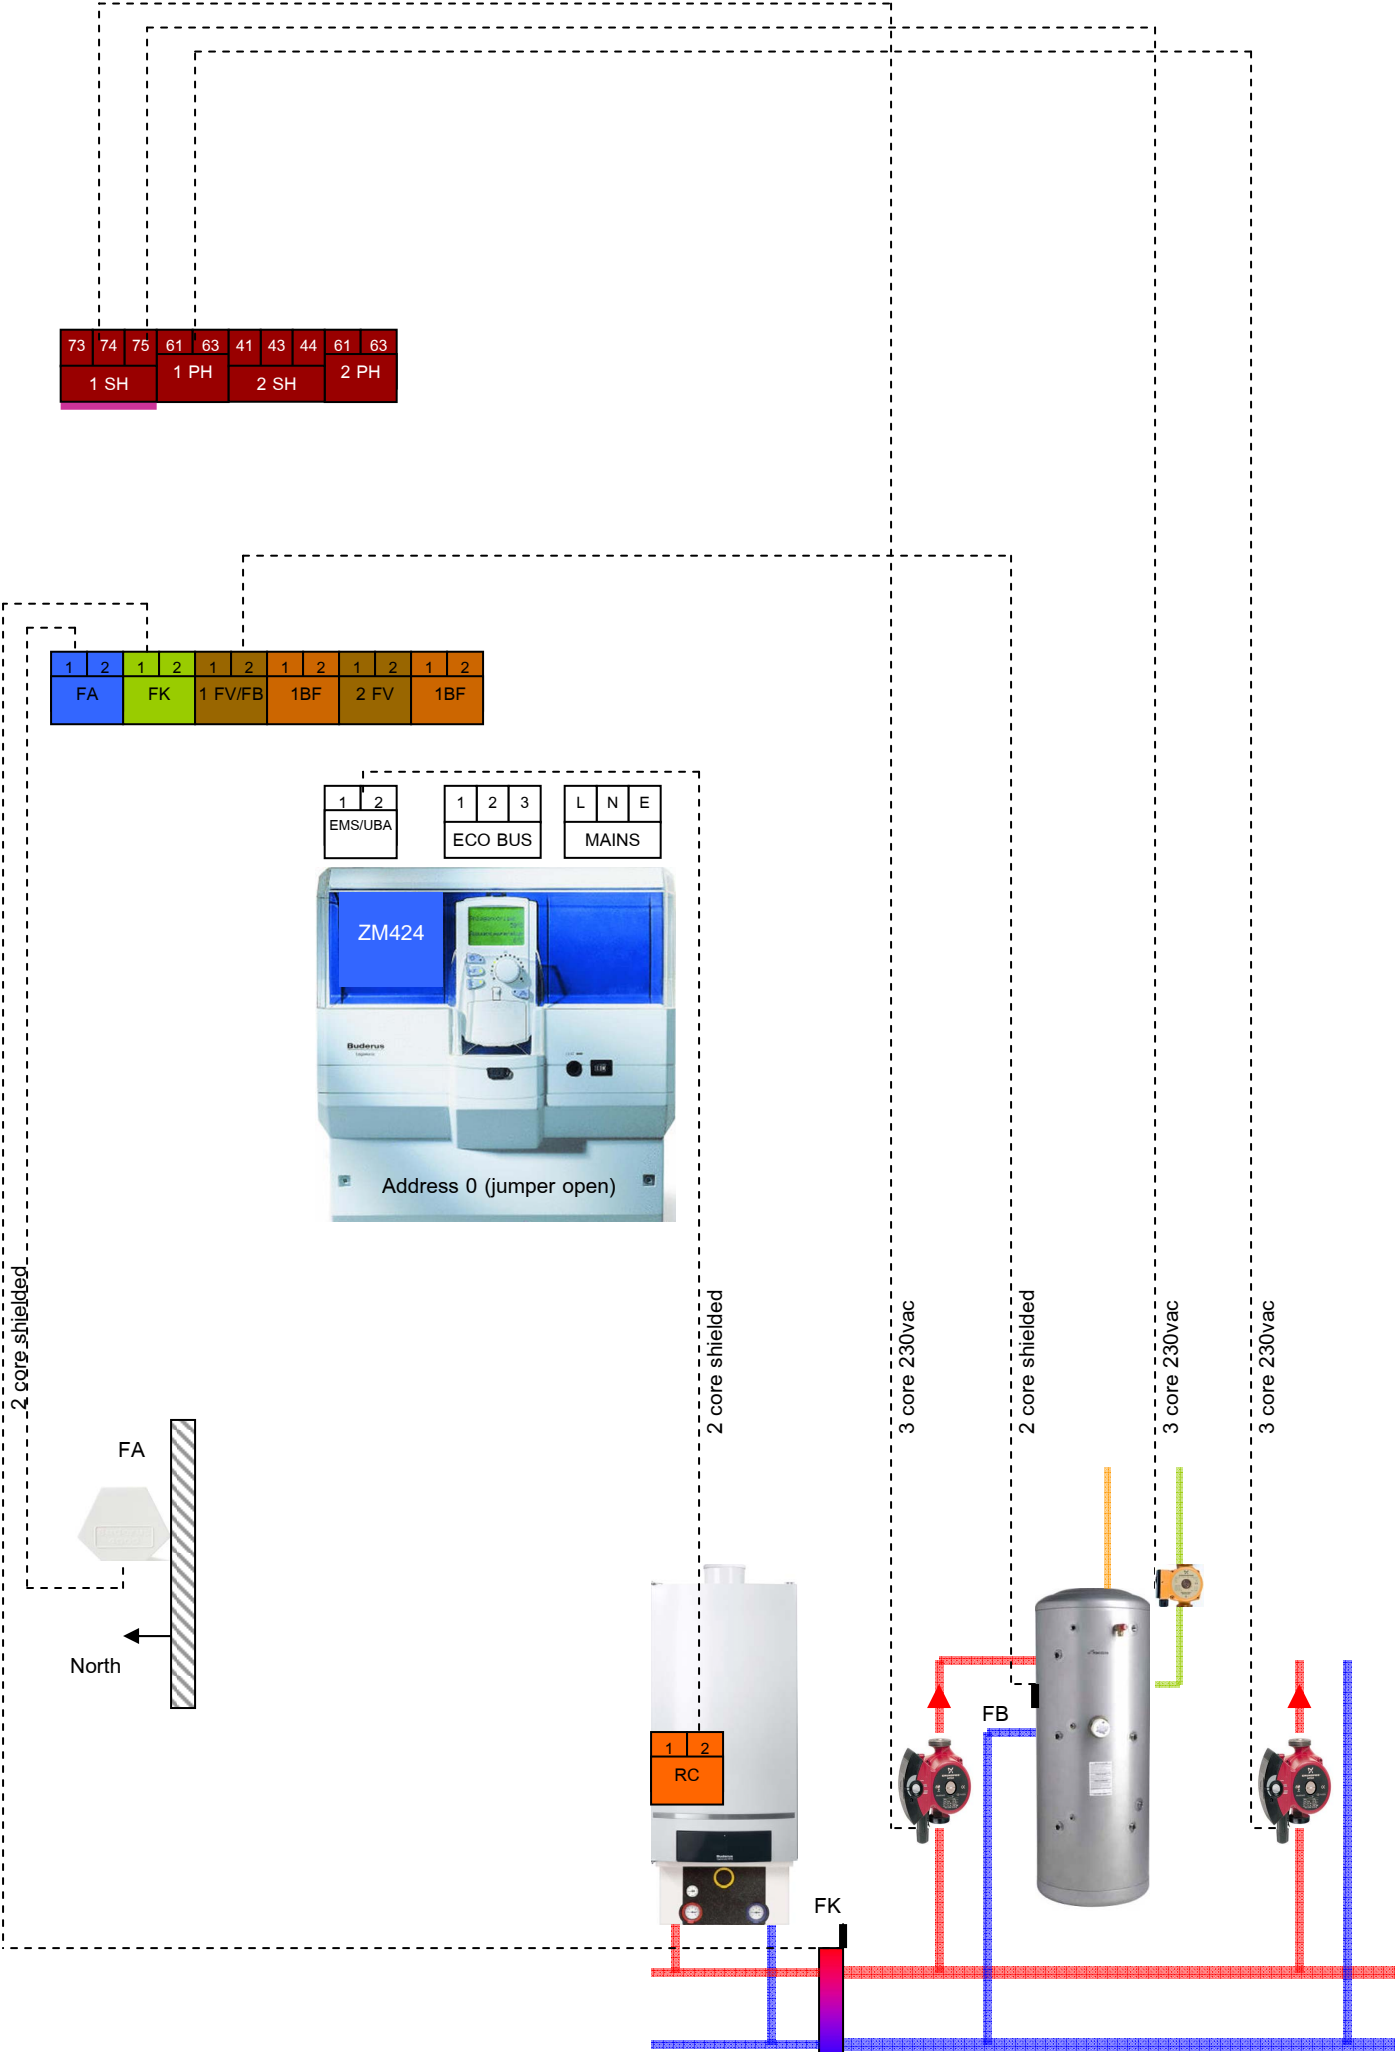 73 74 75 61 63 41 43 44 61 63
1 SH 1 PH 2 SH 2 PH
1 2 1 2 1 2 1 2 1 2 1 2
FA FK 1 FV/FB 1BF 2 FV 1BF
1 2 1 2 3 L N E
EMS/UBA ECO BUS MAINS
ZM424
Buderus
Address 0 (jumper open)
2 core shielded
2 core shielded
3 core 230vac
2 core shielded
3 core 230vac
3 core 230vac
FA
North
FB
1 2
RC
Buderus
FK